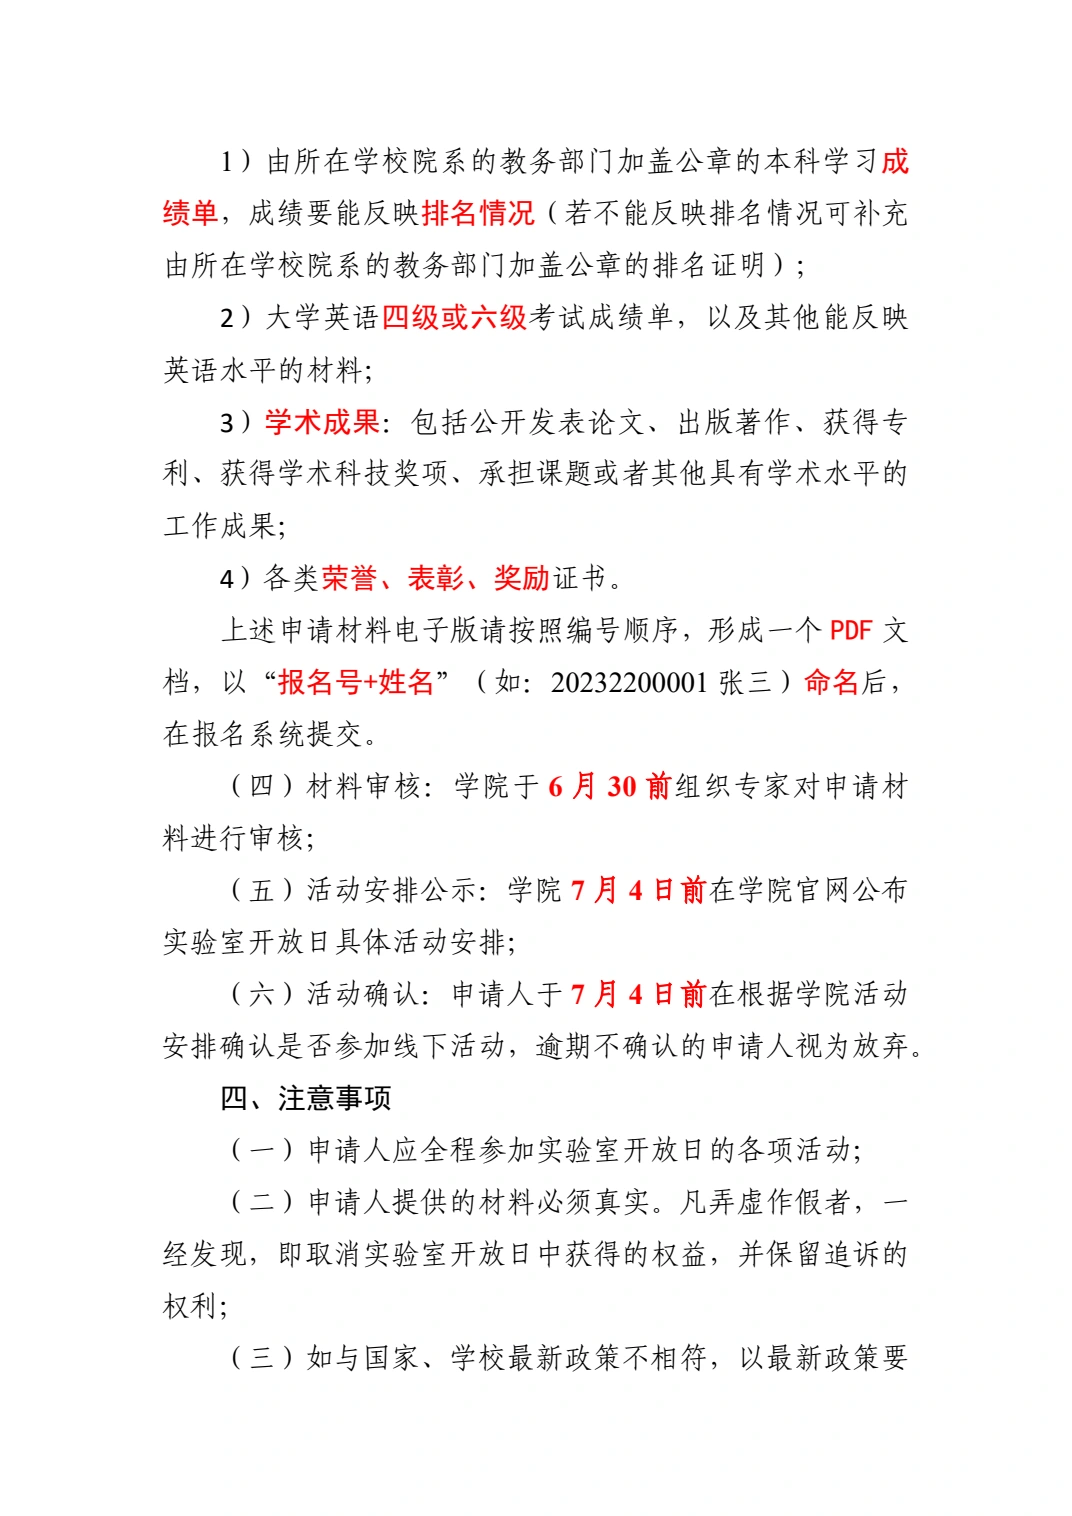 1）由所在学校院系的教务部门加盖公章的本科学习成
绩单，成绩要能反映排名情况（若不能反映排名情况可补充
由所在学校院系的教务部门加盖公章的排名证明）；
2）大学英语四级或六级考试成绩单，以及其他能反映
英语水平的材料；
3）学术成果：包括公开发表论文、出版著作、获得专
利、获得学术科技奖项、承担课题或者其他具有学术水平的
工作成果；
4）各类荣誉、表彰、奖励证书。
上述申请材料电子版请按照编号顺序，形成一个 PDF 文
档，以“报名号+姓名”（如：20232200001 张三）命名后，
在报名系统提交。
（四）材料审核：学院于 6 月 30 前组织专家对申请材
料进行审核；
（五）活动安排公示：学院 7 月 4 日前在学院官网公布
实验室开放日具体活动安排；
（六）活动确认：申请人于 7 月 4 日前在根据学院活动
安排确认是否参加线下活动，逾期不确认的申请人视为放弃。
四、注意事项
（一）申请人应全程参加实验室开放日的各项活动；
（二）申请人提供的材料必须真实。凡弄虚作假者，一
经发现，即取消实验室开放日中获得的权益，并保留追诉的
权利；
（三）如与国家、学校最新政策不相符，以最新政策要